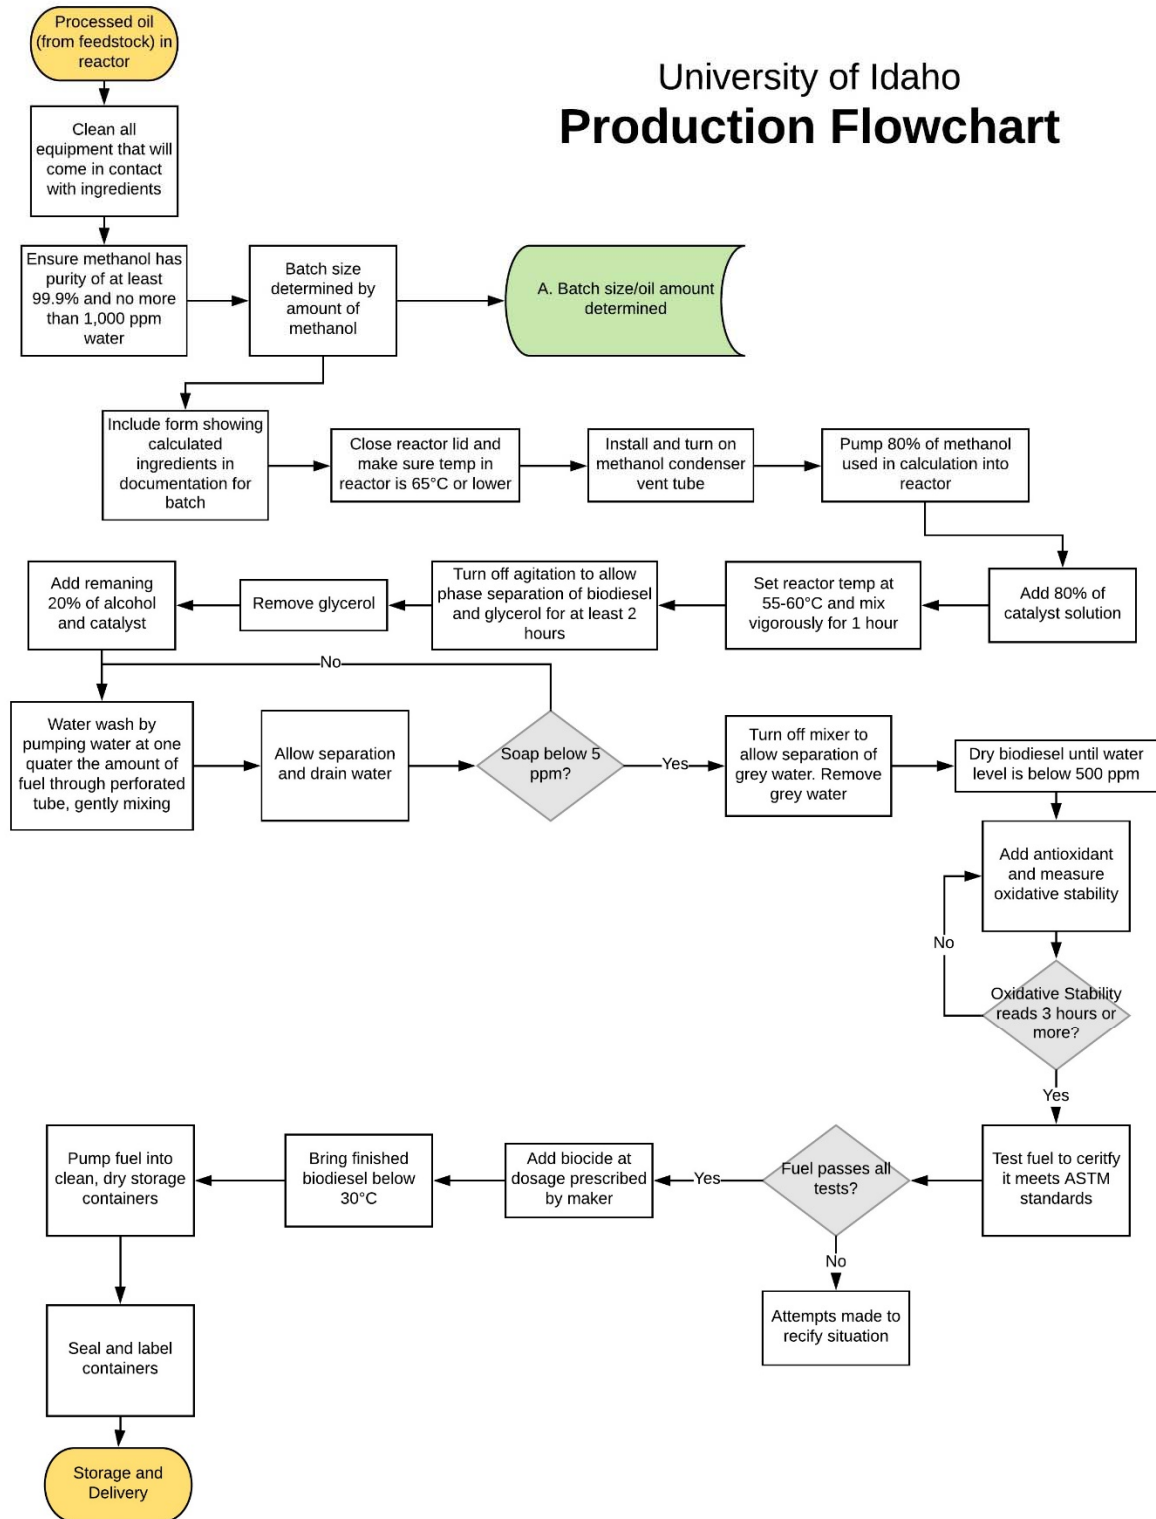 Processed oil
(from feedstock) in
reactor
University of Idaho
Production Flowchart
Clean all
equipment that will
come in contact
with ingredients
Ensure methanol has
purity of at least
99.9% and no more
than 1,000 ppm
water
Batch size
determined by
amount of
methanol
A. Batch size/oil amount
determined
Include form showing
calculated
ingredients in
documentation for
batch
Close reactor lid and
make sure temp in
reactor is 65°C or lower
Install and turn on
methanol condenser
vent tube
Pump 80% of methanol
used in calculation into
reactor
Add 80% of
catalyst solution
Set reactor temp at
55-60°C and mix
vigorously for 1 hour
Turn off agitation to allow
phase separation of
biodiesel and glycerol for at least 2
hours
Remove glycerol
Add remaning
20% of alcohol
and catalyst
No
Water wash by
pumping water at one
quater the amount of
fuel through perforated
tube, gently mixing
Allow separation
and drain water
Soap below 5
ppm?
Yes
Turn off mixer to
allow separation of
grey water. Remove
grey water
Dry biodiesel until water
level is below 500 ppm
Add antioxidant
and measure
oxidative stability
No
Oxidative Stability
reads 3 hours or
more?
Yes
Test fuel to ceritfy
it meets ASTM
standards
Fuel passes all
tests?
No
Attempts made to
recify situation
Yes
Add biocide at
dosage prescribed
by maker
Bring finished
biodiesel below
30°C
Pump fuel into
clean, dry storage
containers
Seal and label
containers
Storage and
Delivery